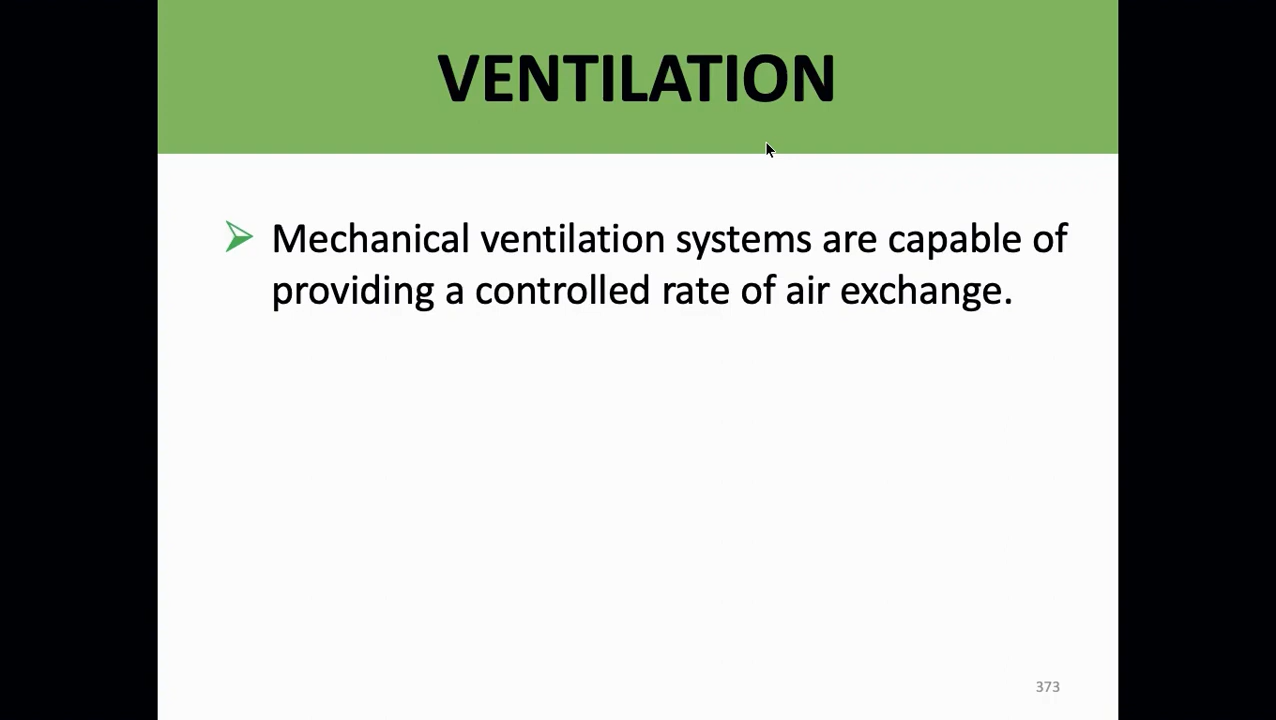 VENTILATION
Mechanical ventilation systems are capable of
providing a controlled rate of air exchange.
373